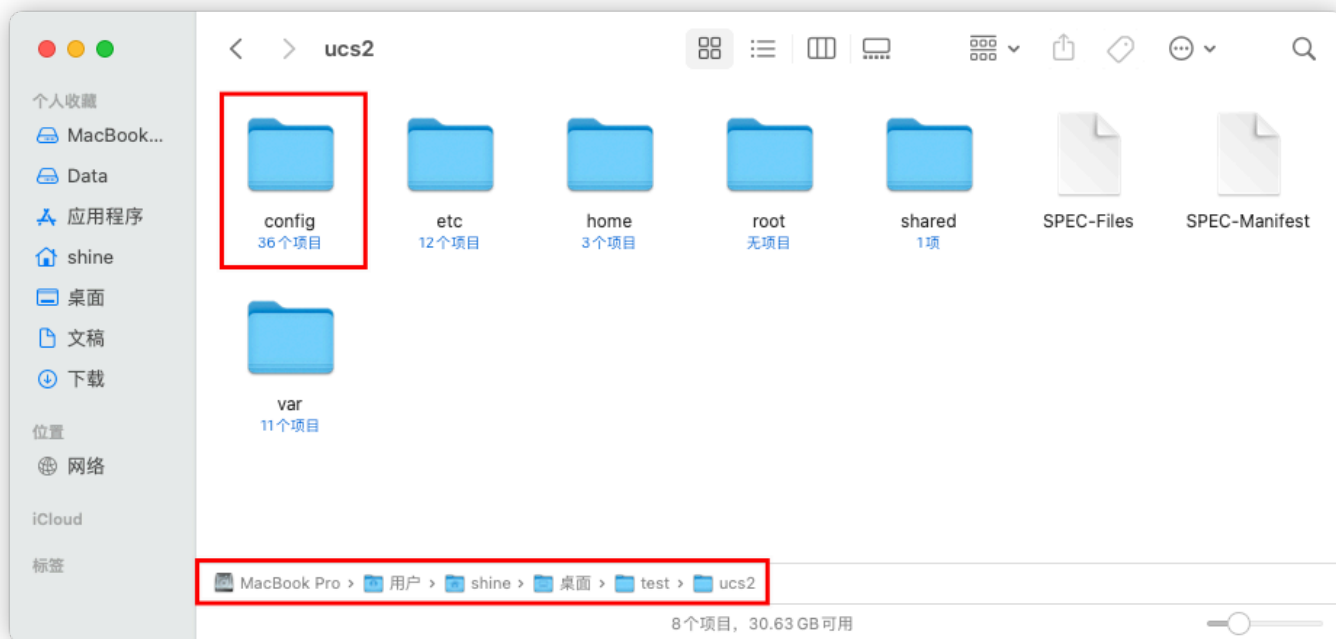 ucs2
个人收藏
MacBook...
Data
应用程序
shine
桌面
文稿
下载
位置
网络
iCloud
标签
config
36个项目
etc
12个项目
home
3个项目
root
无项目
shared
1项
SPEC-Files
SPEC-Manifest
var
11个项目
MacBook Pro › 用户 › shine › 桌面 › test › ucs2
8个项目，30.63 GB可用